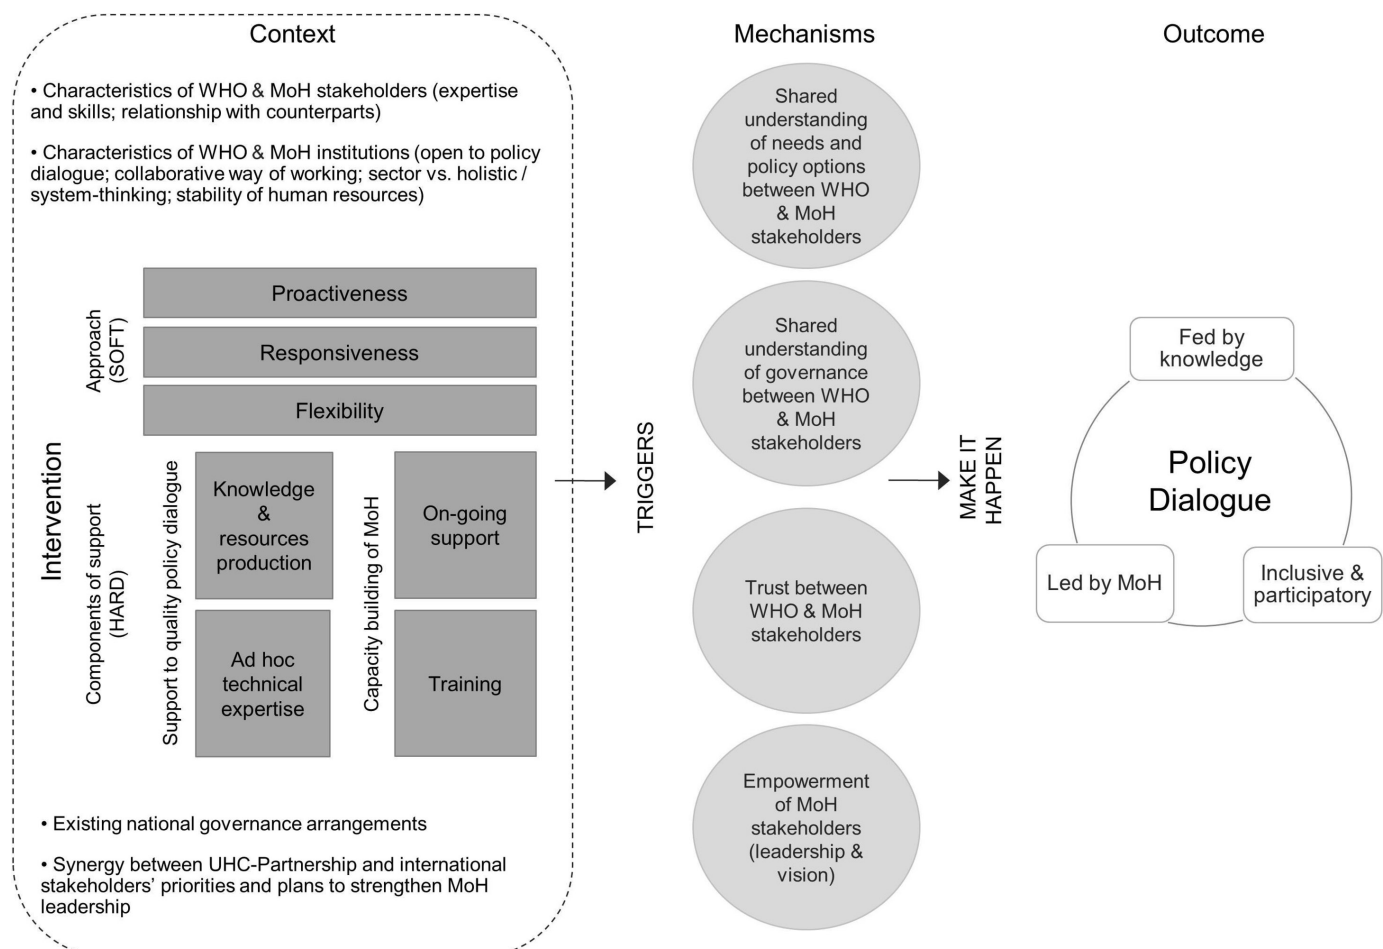 Context
• Characteristics of WHO & MoH stakeholders (expertise
and skills; relationship with counterparts)
• Characteristics of WHO & MoH institutions (open to policy
dialogue; collaborative way of working; sector vs. holistic /
system-thinking; stability of human resources)
Intervention
Approach
(SOFT)
Proactiveness
Responsiveness
Flexibility
Components of support
(HARD)
Support to quality policy dialogue
Knowledge
&
resources
production
Ad hoc
technical
expertise
Capacity building of MoH
On-going
support
Training
• Existing national governance arrangements
• Synergy between UHC-Partnership and international
stakeholders’ priorities and plans to strengthen MoH
leadership
TRIGGERS
Mechanisms
Shared
understanding
of needs and
policy options
between WHO
& MoH
stakeholders
Shared
understanding
of governance
between WHO
& MoH
stakeholders
Trust between
WHO & MoH
stakeholders
Empowerment
of MoH
stakeholders
(leadership &
vision)
MAKE IT
HAPPEN
Outcome
Fed by
knowledge
Policy
Dialogue
Led by MoH
Inclusive &
participatory